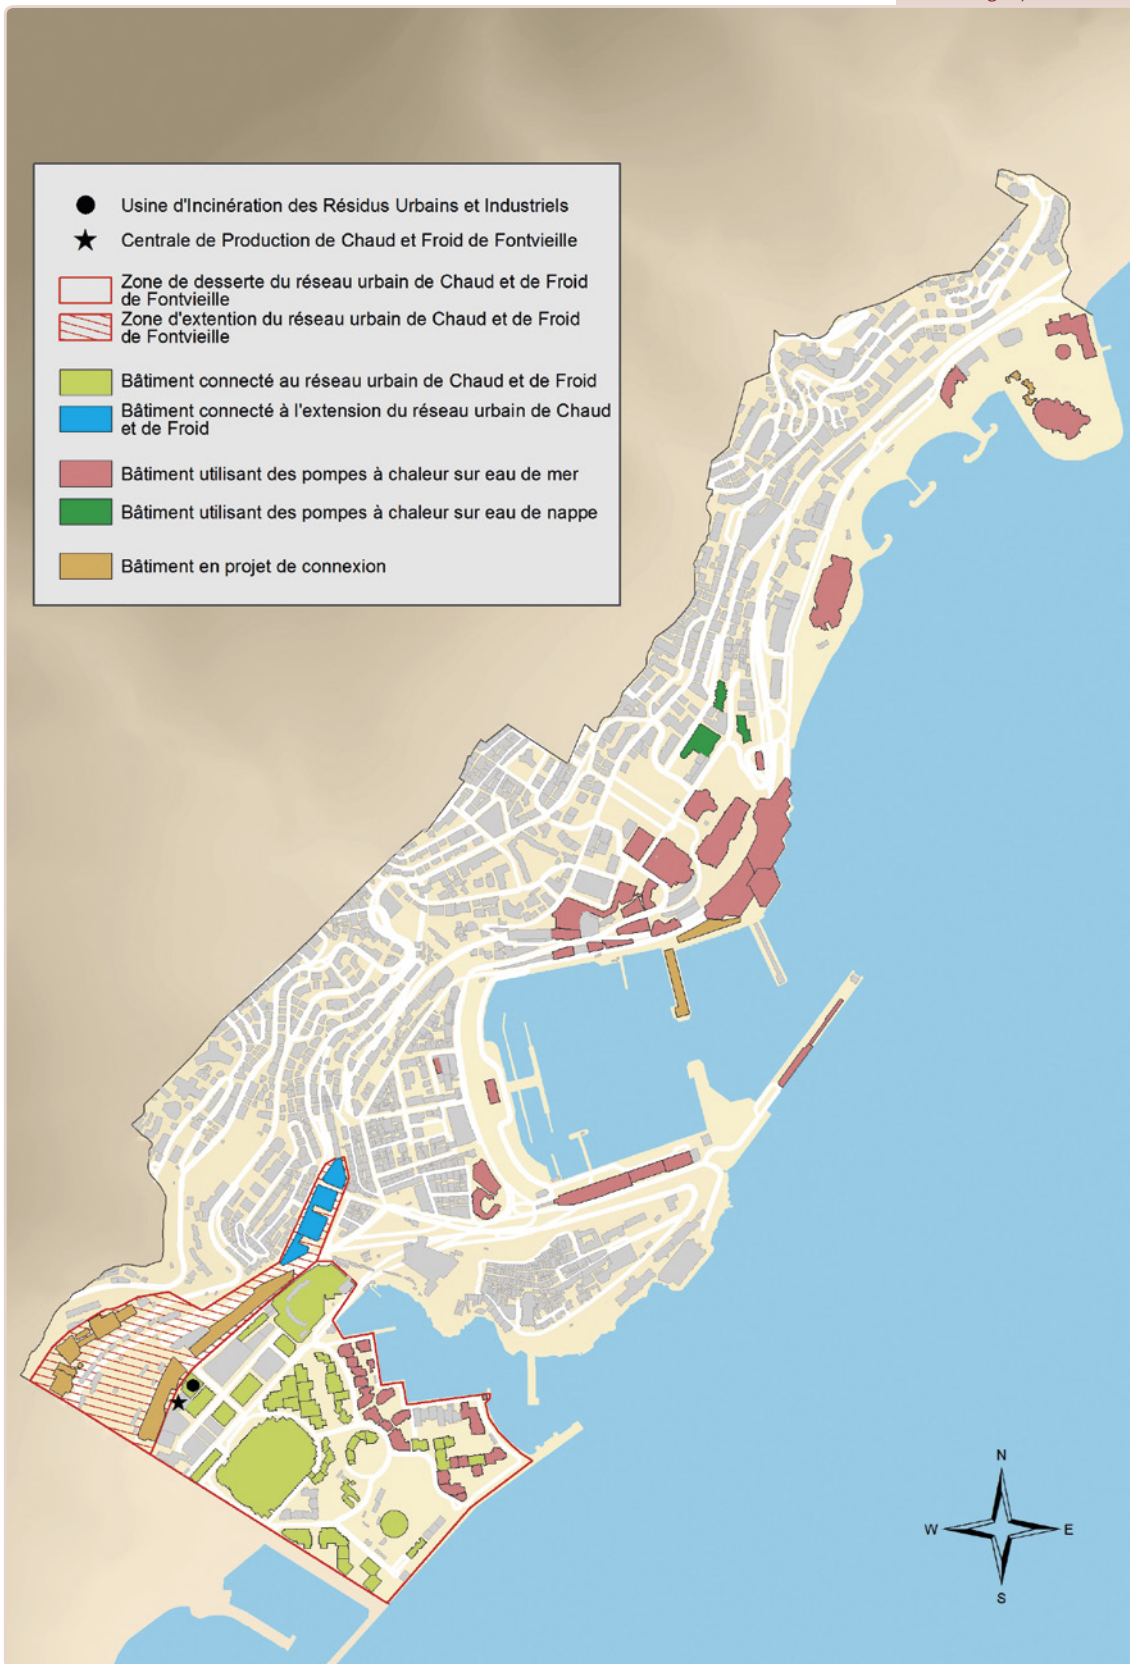 Usine d'Incinération des Résidus Urbains et Industriels
Centrale de Production de Chaud et Froid de Fontvieille
Zone de desserte du réseau urbain de Chaud et de Froid
de Fontvieille
Zone d'extention du réseau urbain de Chaud et de Froid
de Fontvieille
Bâtiment connecté au réseau urbain de Chaud et de Froid
Bâtiment connecté à l'extension du réseau urbain de Chaud
et de Froid
Bâtiment utilisant des pompes à chaleur sur eau de mer
Bâtiment utilisant des pompes à chaleur sur eau de nappe
Bâtiment en projet de connexion
N
W E
S